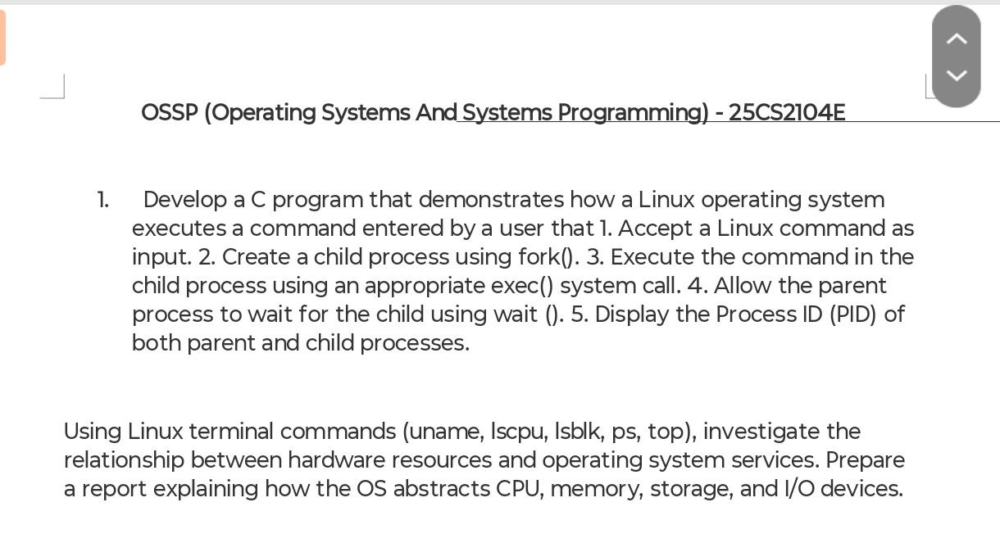 OSSP (Operating Systems And Systems Programming) - 25CS2104E
1. Develop a C program that demonstrates how a Linux operating system
executes a command entered by a user that 1. Accept a Linux command as
input. 2. Create a child process using fork(). 3. Execute the command in the
child process using an appropriate exec() system call. 4. Allow the parent
process to wait for the child using wait (). 5. Display the Process ID (PID) of
both parent and child processes.
Using Linux terminal commands (uname, lscpu, lsblk, ps, top), investigate the
relationship between hardware resources and operating system services. Prepare
a report explaining how the OS abstracts CPU, memory, storage, and I/O devices.